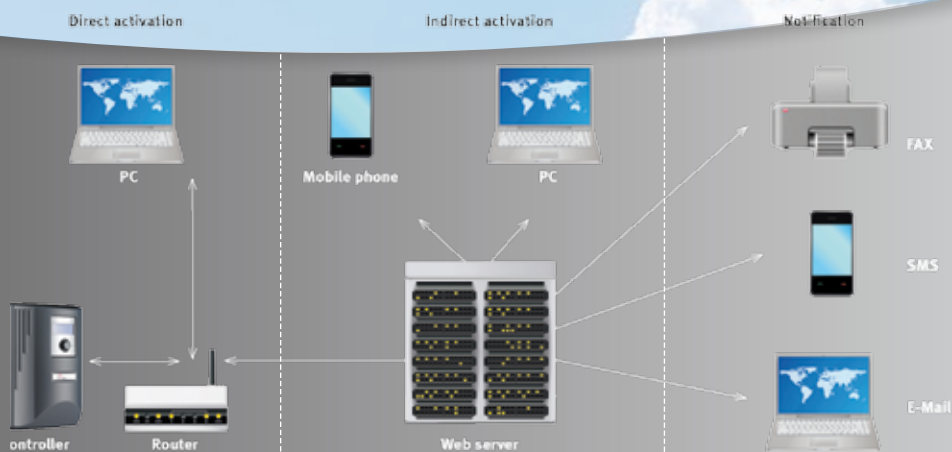 Direct activation
Indirect activation
Notification
PC
Mobile phone
PC
FAX
SMS
E-Mail
ontroller
Router
Web server